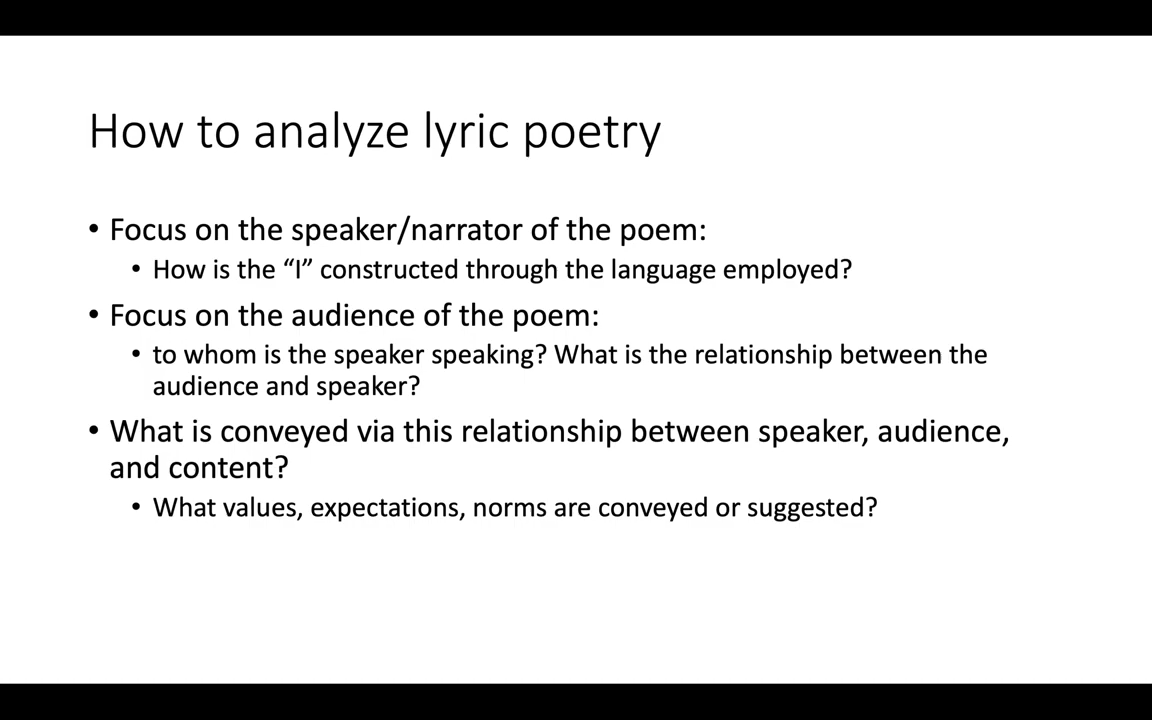 How to analyze lyric poetry
• Focus on the speaker/narrator of the poem:
• How is the “I” constructed through the language employed?
• Focus on the audience of the poem:
• to whom is the speaker speaking? What is the relationship between the
audience and speaker?
• What is conveyed via this relationship between speaker, audience,
and content?
• What values, expectations, norms are conveyed or suggested?